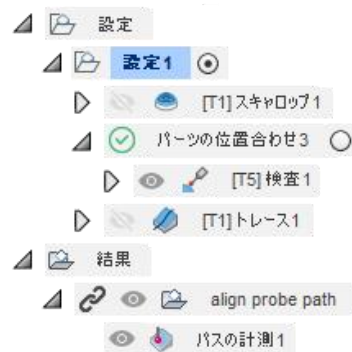 設定
設定1
[T1]スキャロップ1
パーツの位置合わせ3
[T5]検査1
[T1]トレース1
結果
align probe path
パスの計測1